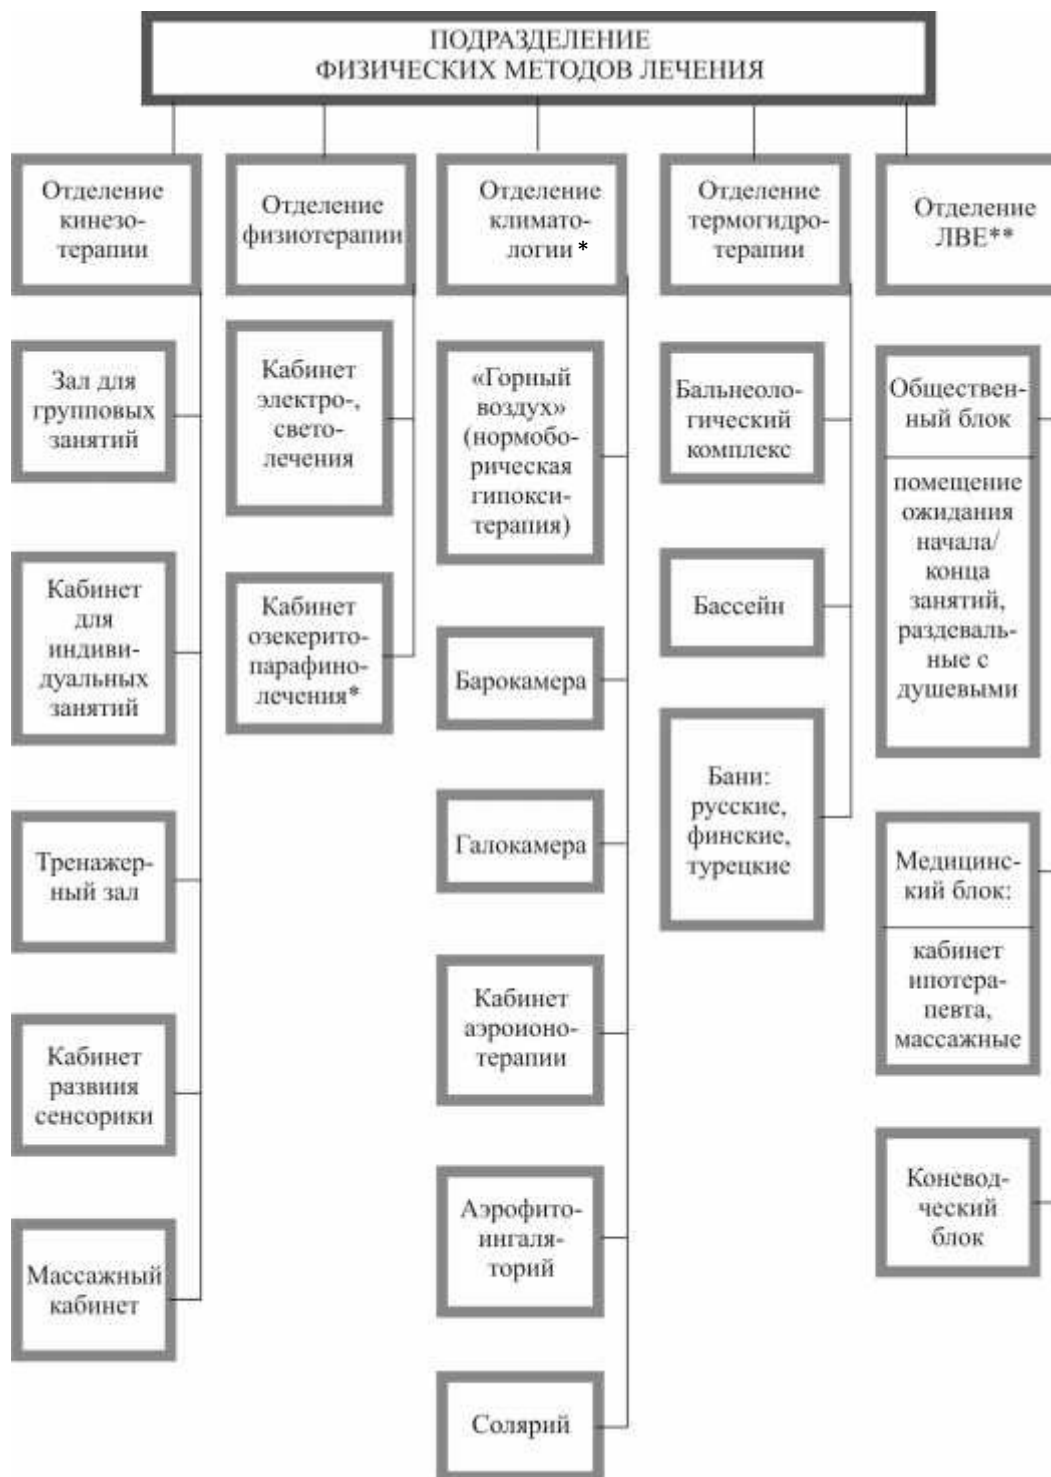 ПОДРАЗДЕЛЕНИЕ
ФИЗИЧЕСКИХ МЕТОДОВ ЛЕЧЕНИЯ
Отделение
кинезо-
терапии
Зал для
групповых
занятий
Кабинет
для
индиви-
дуальных
занятий
Тренажер-
ный зал
Кабинет
развиия
сенсорики
Массажный
кабинет
Отделение
физиотерапии
Кабинет
электро-,
свето-
лечения
Кабинет
озекерито-
парафино-
лечения*
Отделение
климато-
логии *
«Горный
воздух»
(нормобо-
рическая
гипокси-
терапия)
Барокамера
Галокамера
Кабинет
аэроионо-
терапии
Аэрофито-
ингаля-
торий
Солярий
Отделение
термогидро-
терапии
Бальнеоло-
гический
комплекс
Бассейн
Бани:
русские,
финские,
турецкие
Отделение
ЛВЕ**
Обществен-
ный блок
помещение
ожидания
начала/
конца
занятий,
раздеваль-
ные с
душевыми
Медицинс-
кий блок:
кабинет
ипотера-
певта,
массажные
Коневод-
ческий
блок